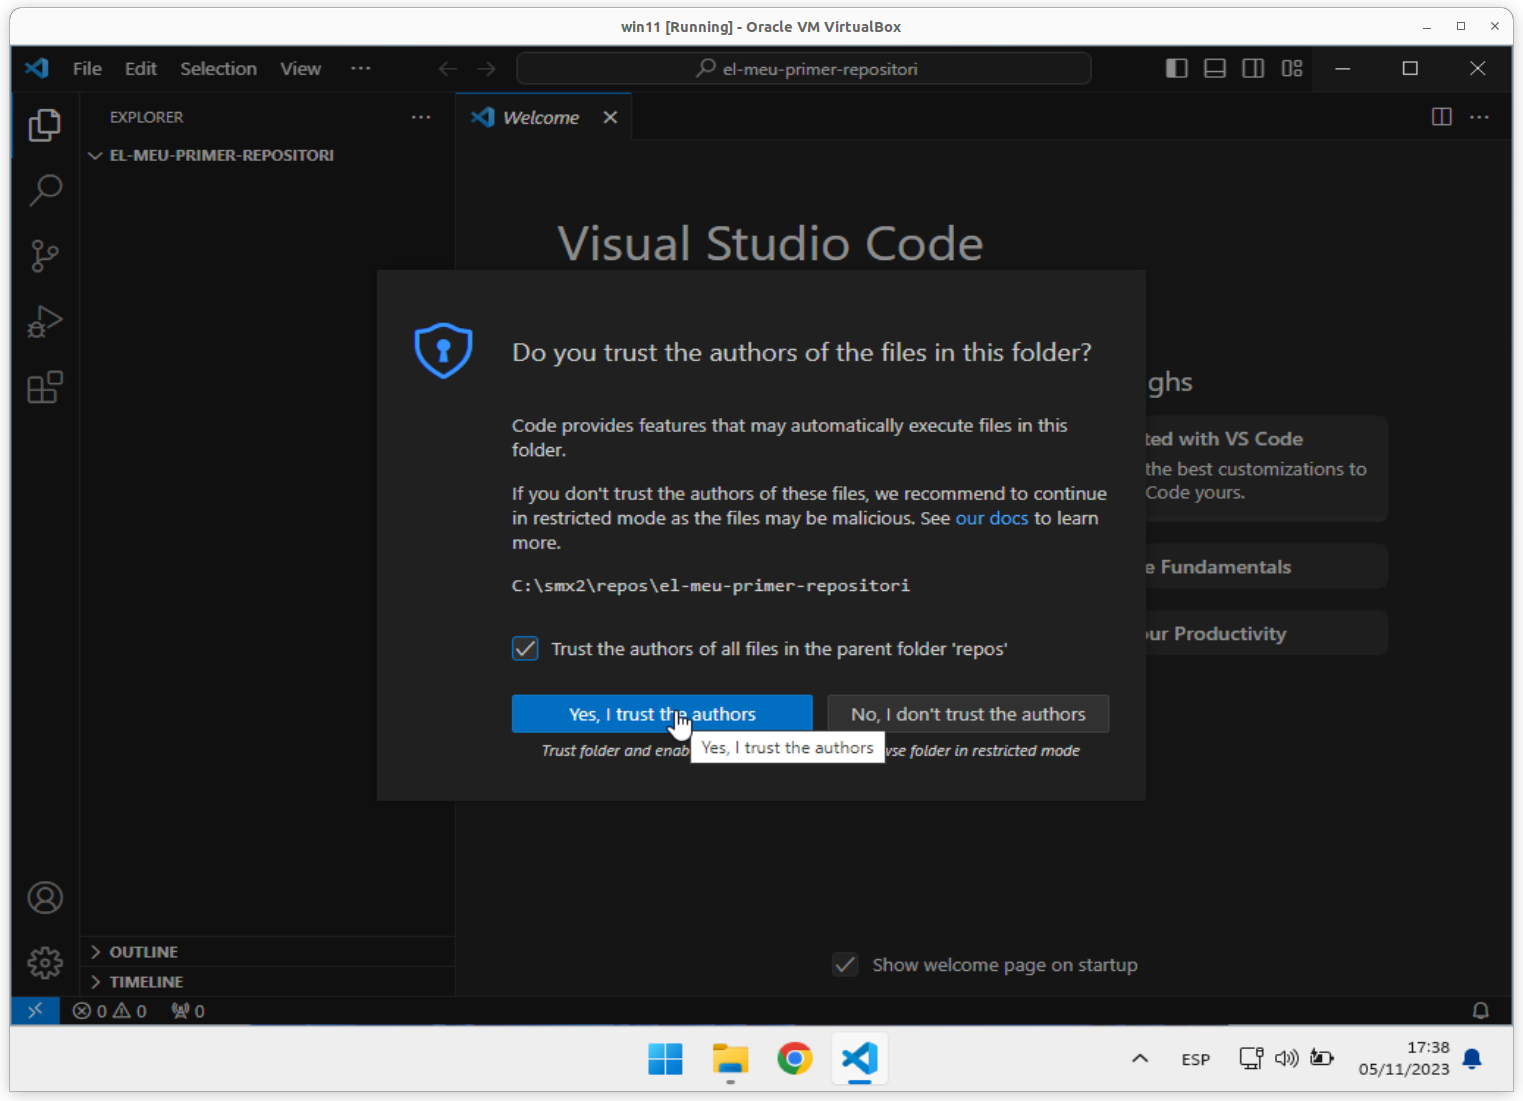 win11 [Running] - Oracle VM VirtualBox
File Edit Selection View
el-meu-primer-repositori
EXPLORER
Welcome
EL-MEU-PRIMER-REPOSITORI
Visual Studio Code
Do you trust the authors of the files in this folder?
ghs
Code provides features that may automatically execute files in this
folder.
ted with VS Code
the best customizations to
Code yours.
If you don't trust the authors of these files, we recommend to continue
in restricted mode as the files may be malicious. See our docs to learn
more.
e Fundamentals
C:\smx2\repos\el-meu-primer-repositori
ur Productivity
Trust the authors of all files in the parent folder 'repos'
Yes, I trust the authors
No, I don't trust the authors
Trust folder and enab
Yes, I trust the authors
se folder in restricted mode
OUTLINE
Show welcome page on startup
TIMELINE
0 0 0
ESP
17:38
05/11/2023